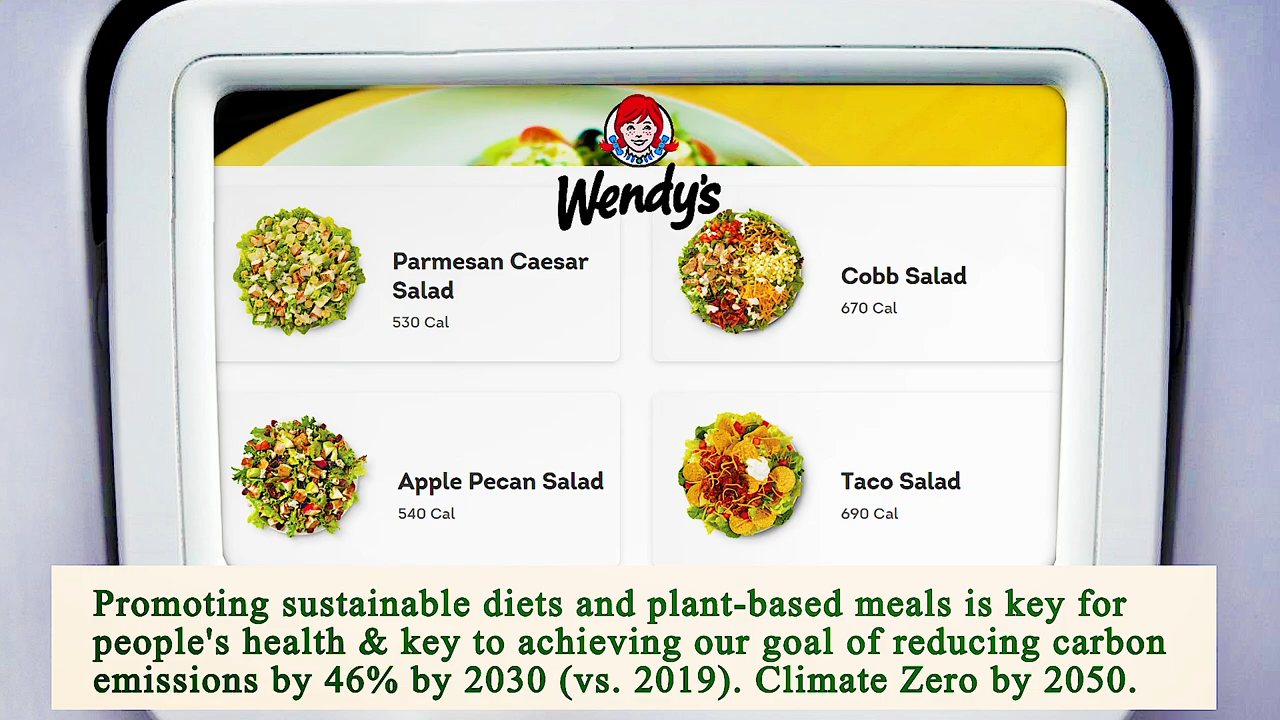 Wendy's
Parmesan Caesar
Salad
530 Cal
Cobb Salad
670 Cal
Apple Pecan Salad
540 Cal
Taco Salad
690 Cal
Promoting sustainable diets and plant-based meals is key for
people's health & key to achieving our goal of reducing carbon
emissions by 46% by 2030 (vs. 2019). Climate Zero by 2050.